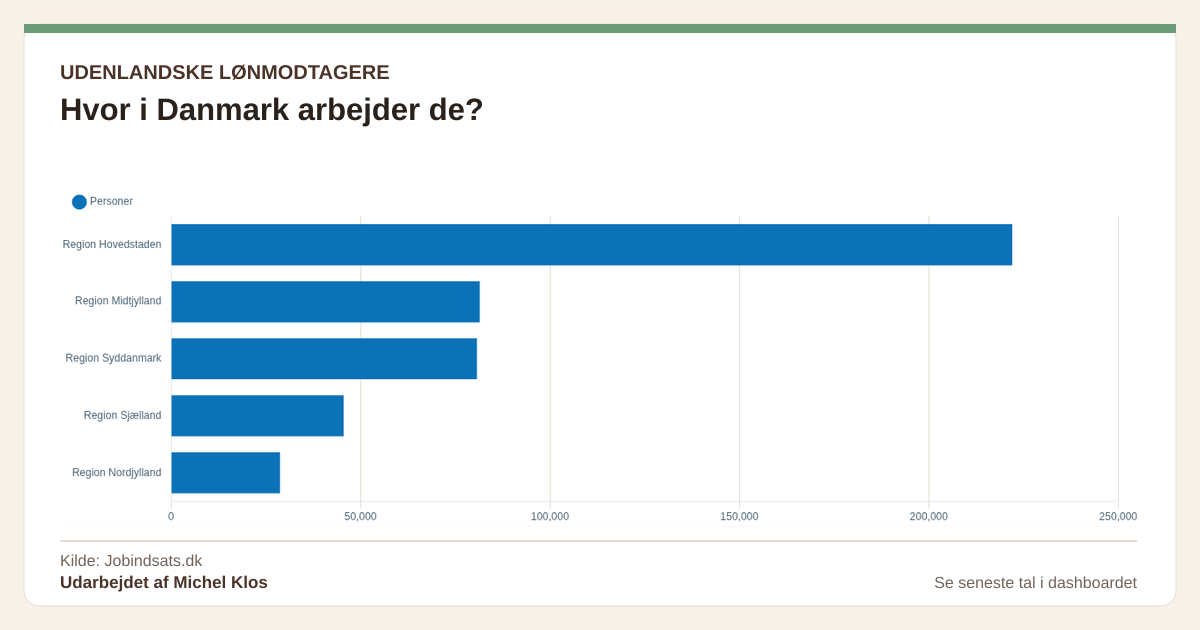 UDENLANDSKE LØNMODTAGERE
Hvor i Danmark arbejder de?
Personer
Region Hovedstaden
Region Midtjylland
Region Syddanmark
Region Sjælland
Region Nordjylland
0 50,000 100,000 150,000 200,000 250,000
Kilde: Jobindsats.dk
Udarbejdet af Michel Klos
Se seneste tal i dashboardet